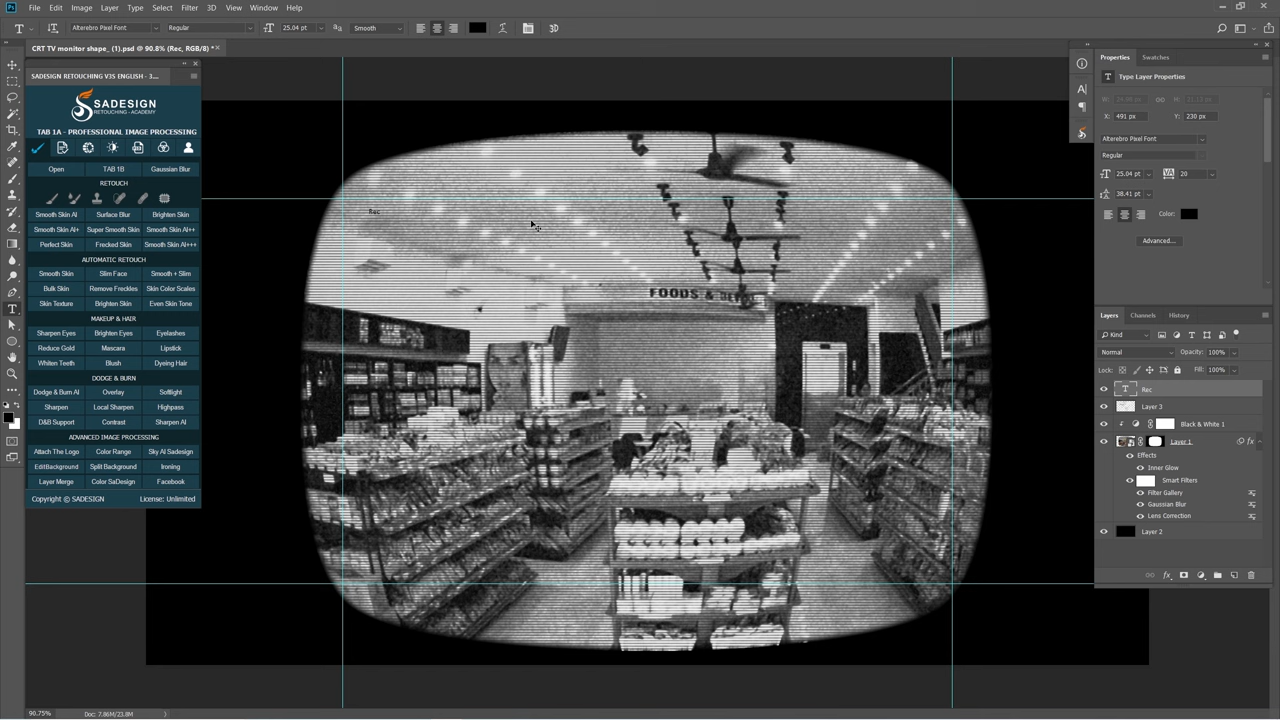 Ps File Edit Image Layer Type Select Filter 3D View Window Help
T Alterebro Pixel Font Regular 25.04 pt Smooth 3D
CRT TV monitor shape_ (1).psd @ 90.8% (Rec, RGB/8) *
SADESIGN RETOUCHING V3S ENGLISH - 3...
SADESIGN
RETOUCHING - ACADEMY
TAB 1A - PROFESSIONAL IMAGE PROCESSING
Open TAB 1B Gaussian Blur
RETOUCH
Smooth Skin AI Surface Blur Brighten Skin
Smooth Skin AI+ Super Smooth Skin Smooth Skin AI++
Perfect Skin Frecked Skin Smooth Skin AI+++
AUTOMATIC RETOUCH
Smooth Skin Slim Face Smooth + Slim
Bulk Skin Remove Freckles Skin Color Scales
Skin Texture Brighten Skin Even Skin Tone
MAKEUP & HAIR
Sharpen Eyes Brighten Eyes Eyelashes
Reduce Gold Mascara Lipstick
Whiten Teeth Blush Dyeing Hair
DODGE & BURN
Dodge & Burn AI Overlay Softlight
Sharpen Local Sharpen Highpass
D&B Support Contrast Sharpen AI
ADVANCED IMAGE PROCESSING
Attach The Logo Color Range Sky AI Sadesign
EditBackground Split Background Ironing
Layer Merge Color SaDesign Facebook
Copyright © SADESIGN License: Unlimited
Rec
FOODS &
Properties Swatches
T Type Layer Properties
W: H:
X: 491 px Y: 230 px
Alterebro Pixel Font
Regular
25.04 pt VA 20
38.41 pt
Color:
Advanced...
Layers Channels History
Kind
Normal Opacity: 100%
Lock: Fill: 100%
T Rec
Layer 3
Black & White 1
Layer 1 fx
Effects
Inner Glow
Smart Filters
Filter Gallery
Gaussian Blur
Lens Correction
Layer 2
fx
90.75% Doc: 7.86M/23.8M